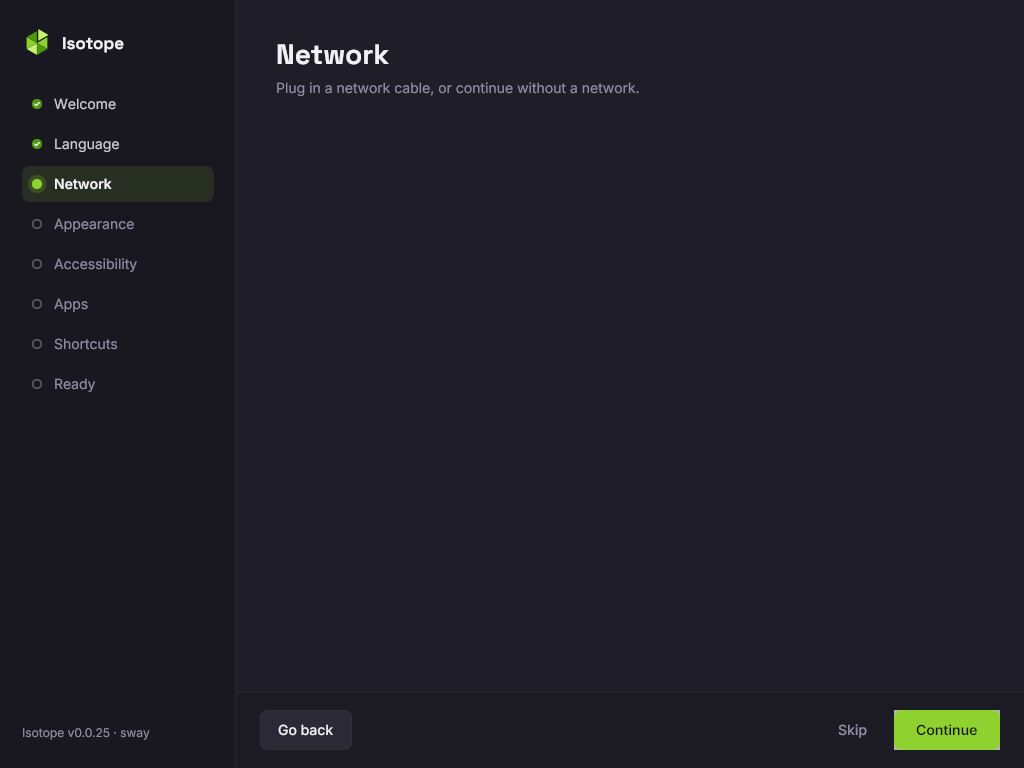 Isotope
Welcome
Language
Network
Appearance
Accessibility
Apps
Shortcuts
Ready
Isotope v0.0.25 · sway
Network
Plug in a network cable, or continue without a network.
Go back
Skip
Continue